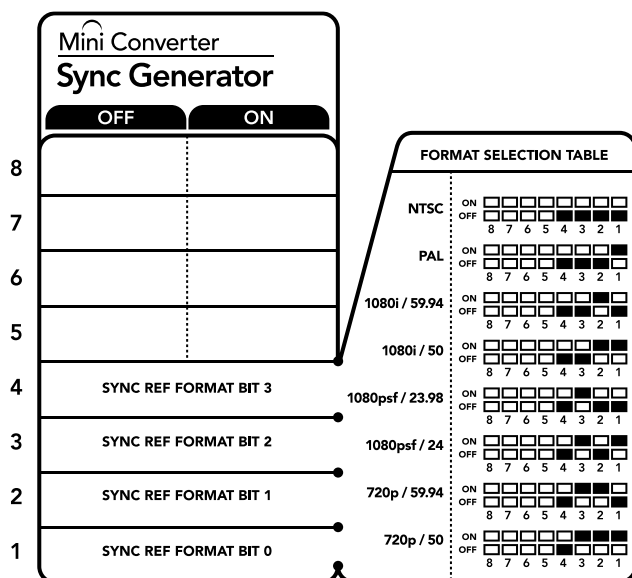 Mini Converter
Sync Generator
OFF ON
8
7
6
5
4 SYNC REF FORMAT BIT 3
3 SYNC REF FORMAT BIT 2
2 SYNC REF FORMAT BIT 1
1 SYNC REF FORMAT BIT 0
FORMAT SELECTION TABLE
NTSC
ON
OFF
8 7 6 5 4 3 2 1
PAL
ON
OFF
8 7 6 5 4 3 2 1
1080i / 59.94
ON
OFF
8 7 6 5 4 3 2 1
1080i / 50
ON
OFF
8 7 6 5 4 3 2 1
1080psf / 23.98
ON
OFF
8 7 6 5 4 3 2 1
1080psf / 24
ON
OFF
8 7 6 5 4 3 2 1
720p / 59.94
ON
OFF
8 7 6 5 4 3 2 1
720p / 50
ON
OFF
8 7 6 5 4 3 2 1